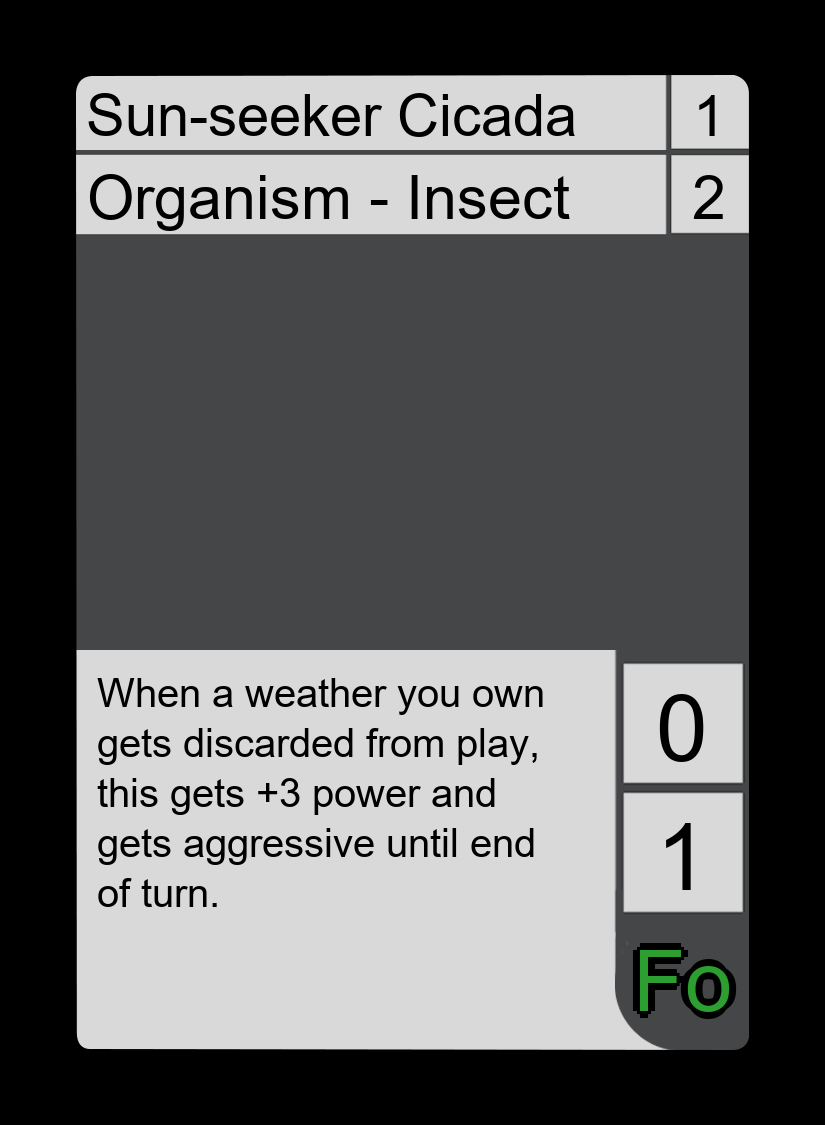 Sun-seeker Cicada 1
Organism - Insect 2
When a weather you own
gets discarded from play,
this gets +3 power and
gets aggressive until end
of turn.
0
1
Fo